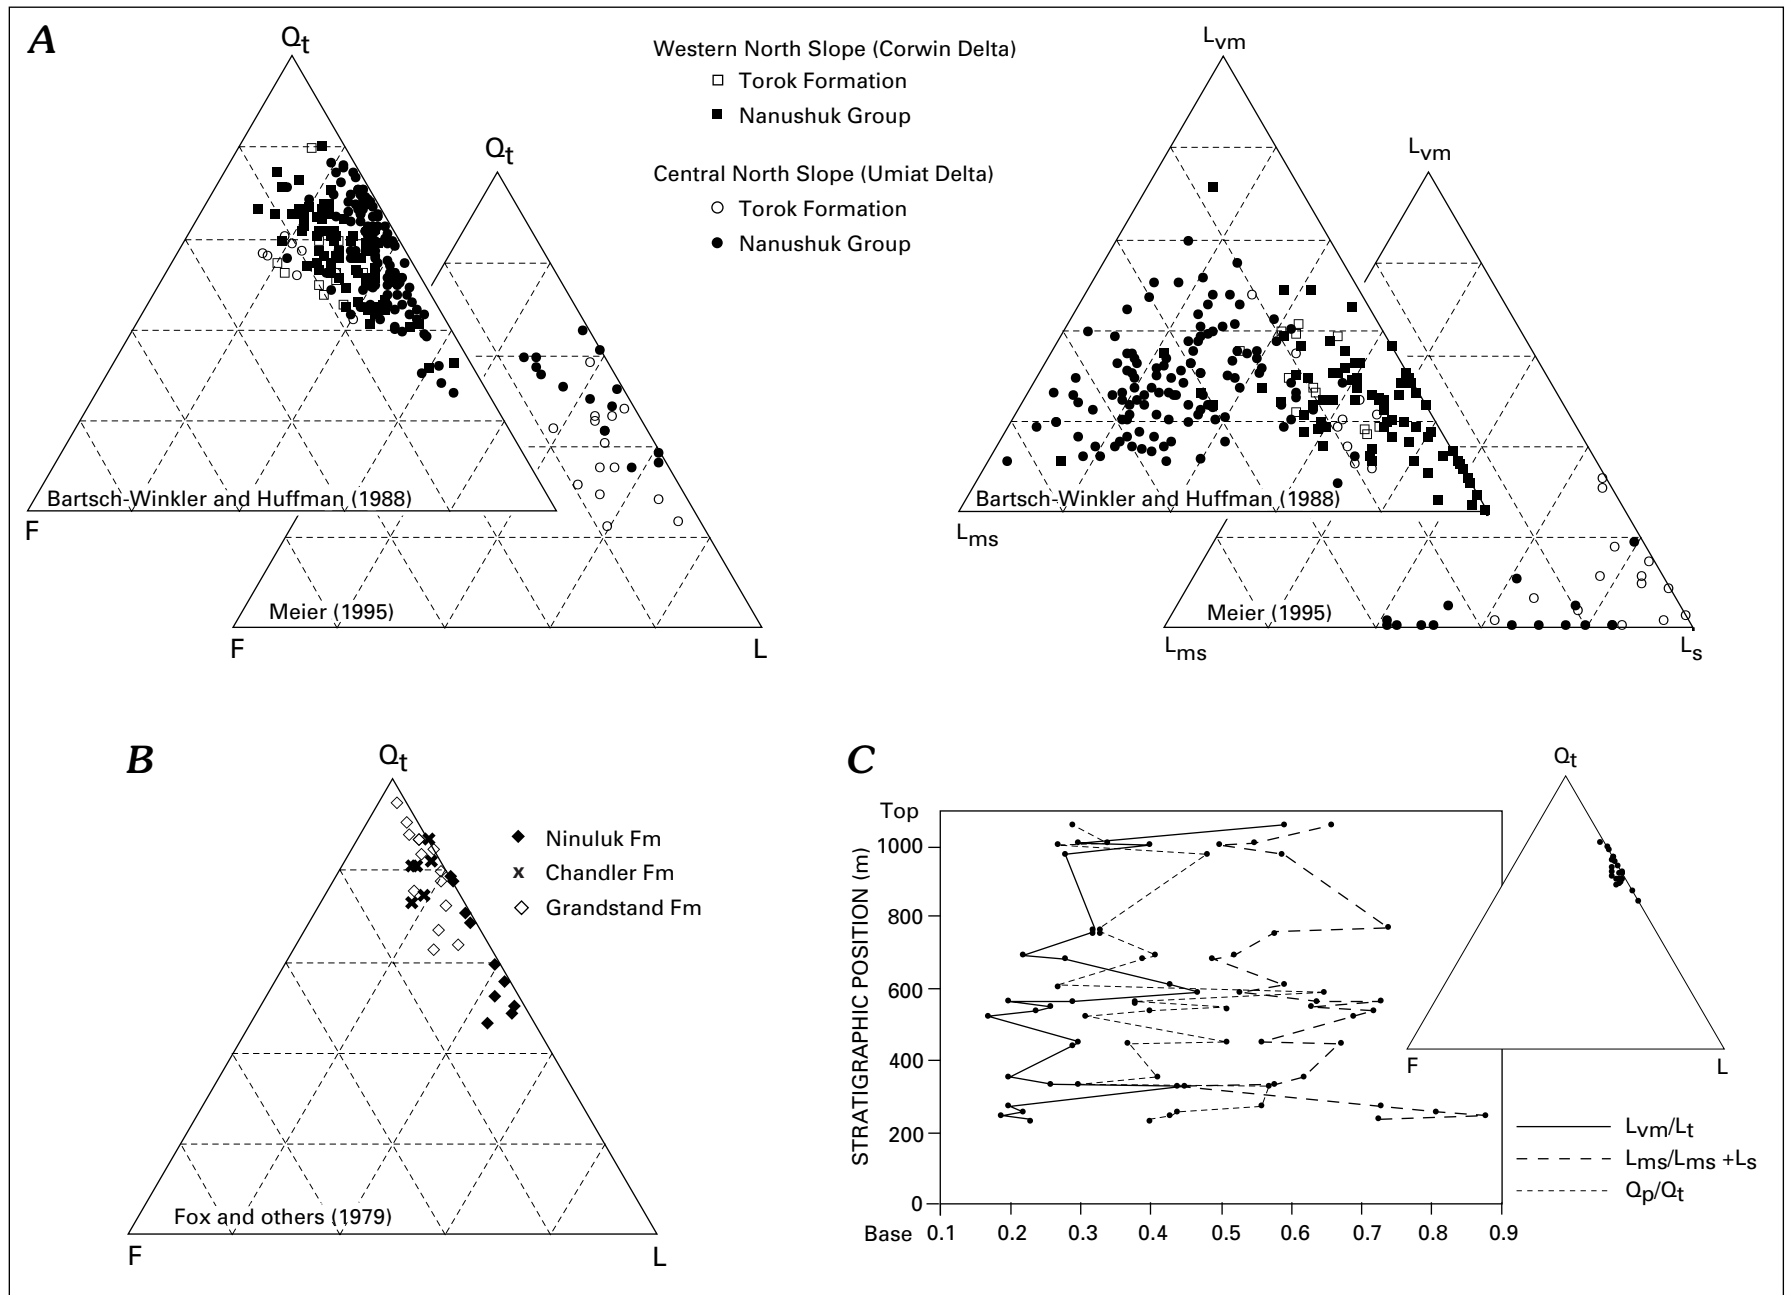 A
Qt
Qt
F
Bartsch-Winkler and Huffman (1988)
F
L
Meier (1995)
Western North Slope (Corwin Delta)
Torok Formation
Nanushuk Group
Central North Slope (Umiat Delta)
Torok Formation
Nanushuk Group
Lvm
Lvm
Lms
Bartsch-Winkler and Huffman (1988)
Meier (1995)
Lms
Ls
B
Qt
F
L
Fox and others (1979)
Ninuluk Fm
x Chandler Fm
Grandstand Fm
C
STRATIGRAPHIC POSITION (m)
Top
1000
800
600
400
200
0
Base
0.1 0.2 0.3 0.4 0.5 0.6 0.7 0.8 0.9
Qt
F
L
Lvm/Lt
Lms/Lms +Ls
Qp/Qt